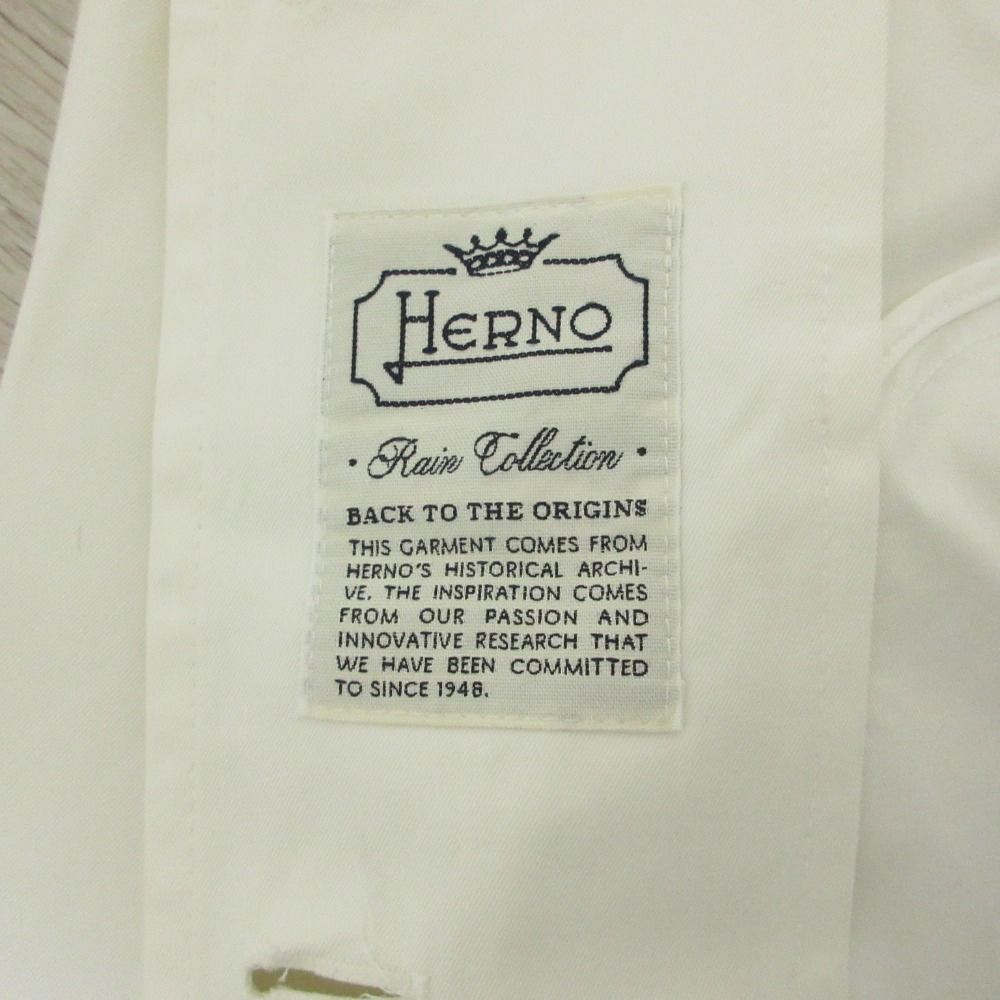 HERNO
· Rain Collection ·
BACK TO THE ORIGINS
THIS GARMENT COMES FROM
HERNO'S HISTORICAL ARCHI-
VE. THE INSPIRATION COMES
FROM OUR PASSION AND
INNOVATIVE RESEARCH THAT
WE HAVE BEEN COMMITTED
TO SINCE 1948.